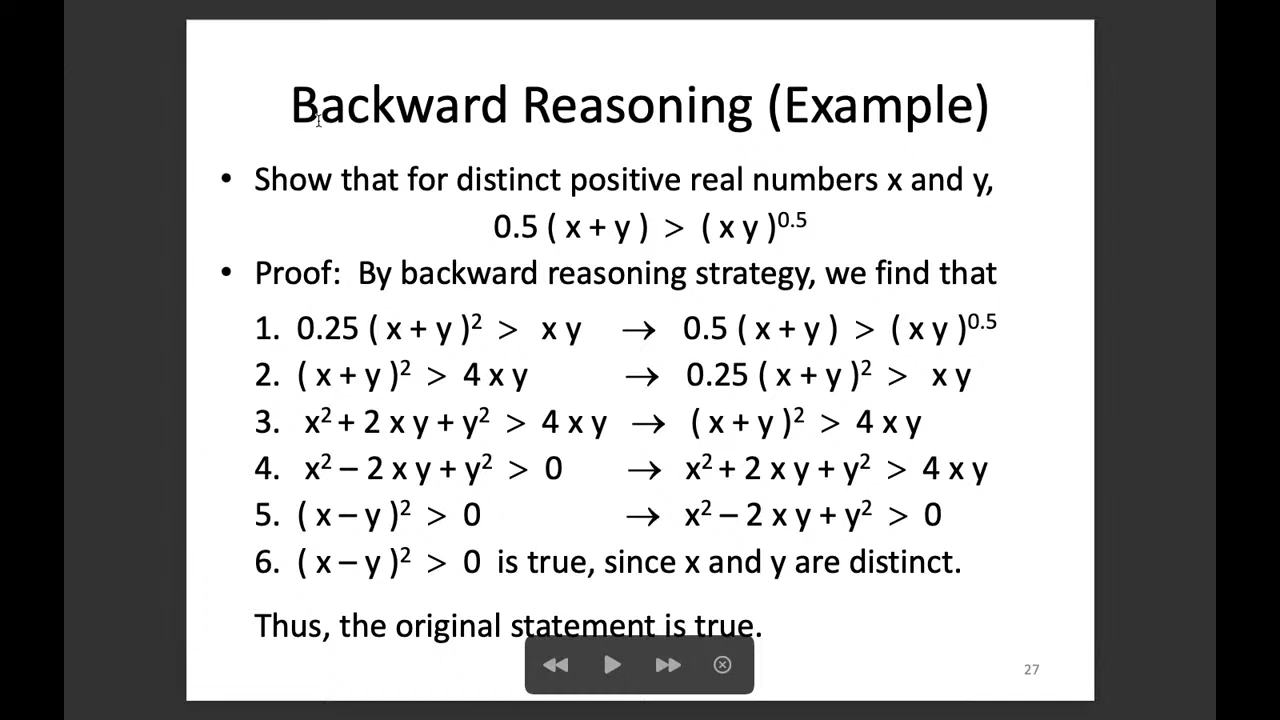 Backward Reasoning (Example)
• Show that for distinct positive real numbers x and y,
0.5 ( x + y ) > ( x y )^0.5
• Proof: By backward reasoning strategy, we find that
1. 0.25 ( x + y )² > x y → 0.5 ( x + y ) > ( x y )^0.5
2. ( x + y )² > 4 x y → 0.25 ( x + y )² > x y
3. x² + 2 x y + y² > 4 x y → ( x + y )² > 4 x y
4. x² – 2 x y + y² > 0 → x² + 2 x y + y² > 4 x y
5. ( x – y )² > 0 → x² – 2 x y + y² > 0
6. ( x – y )² > 0 is true, since x and y are distinct.
Thus, the original statement is true.
27